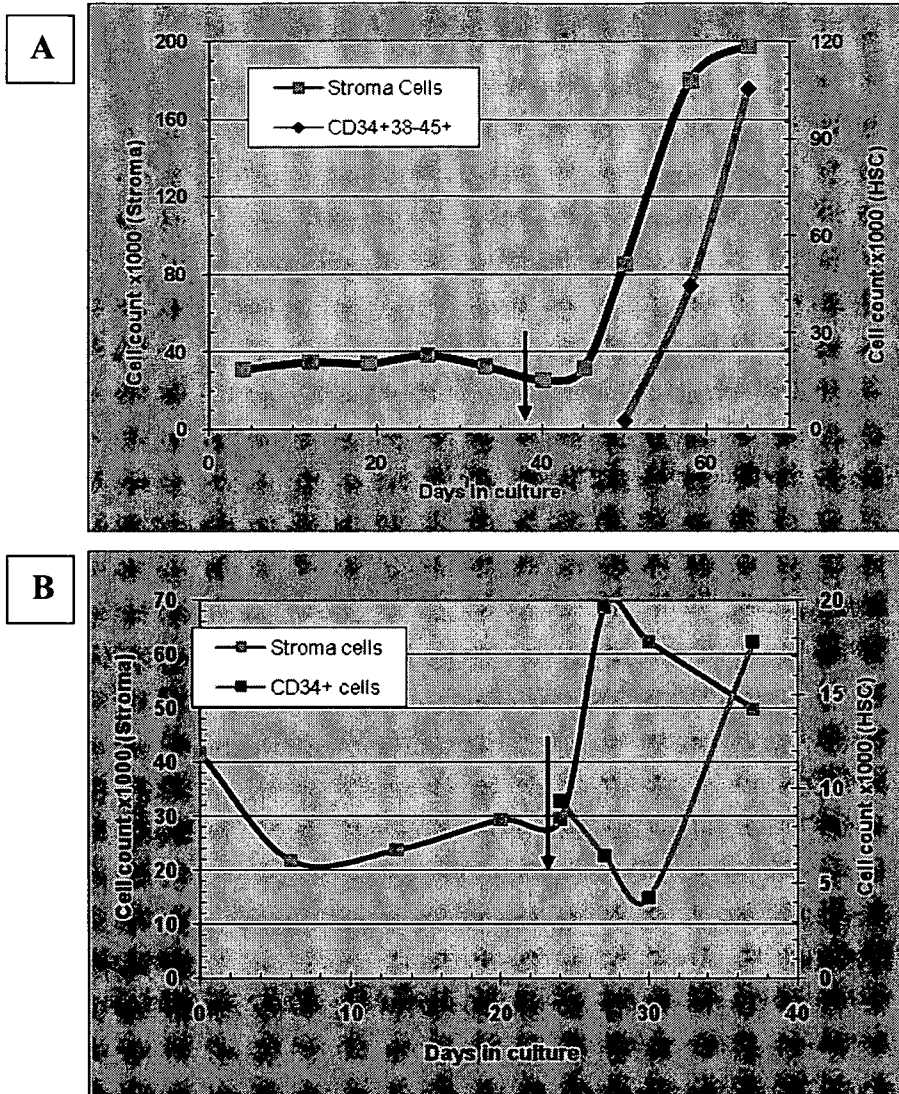 A
200
160
120
80
40
0
Cell count x1000 (Stroma)
Stroma Cells
CD34+38-45+
120
90
60
30
0
Cell count x1000 (HSC)
0 20 40 60
Days in culture
B
70
60
50
40
30
20
10
0
Cell count x1000 (Stroma)
Stroma cells
CD34+ cells
20
15
10
5
0
Cell count x1000 (HSC)
0 10 20 30 40
Days in culture